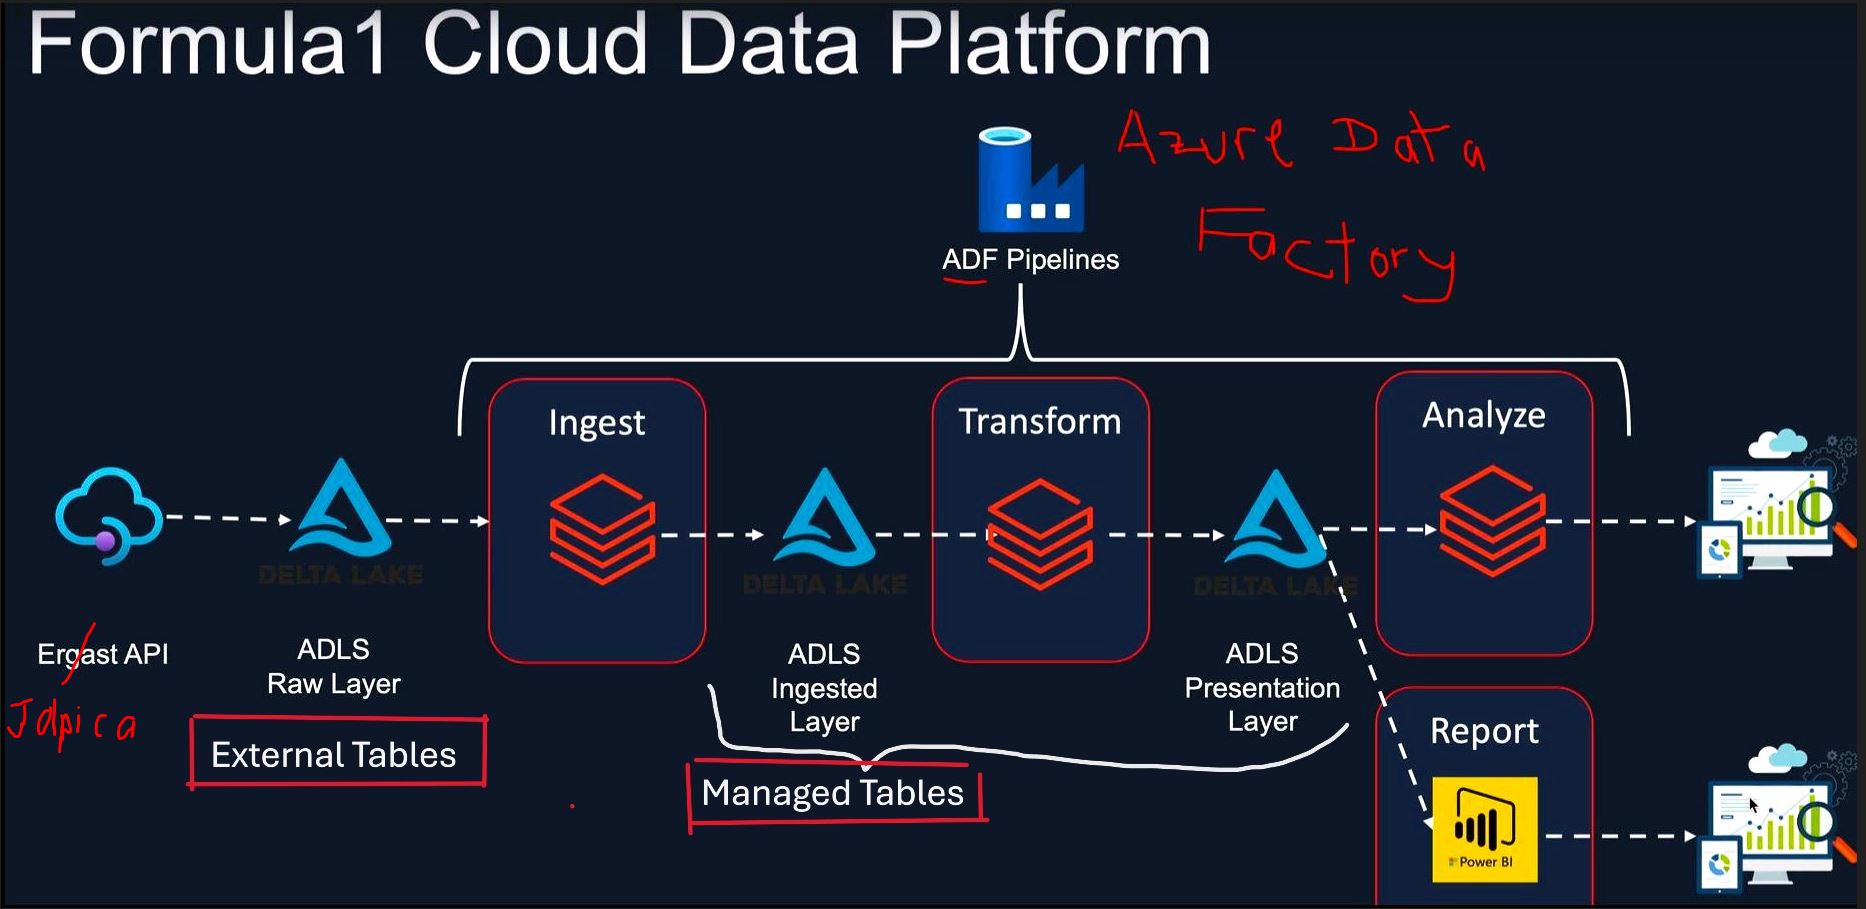 Formula1 Cloud Data Platform
Azure Data
Factory
ADF Pipelines
Ingest
Transform
Analyze
DELTA LAKE
DELTA LAKE
DELTA LAKE
Ergast API
Jolpica
ADLS
Raw Layer
External Tables
ADLS
Ingested
Layer
ADLS
Presentation
Layer
Managed Tables
Report
Power BI